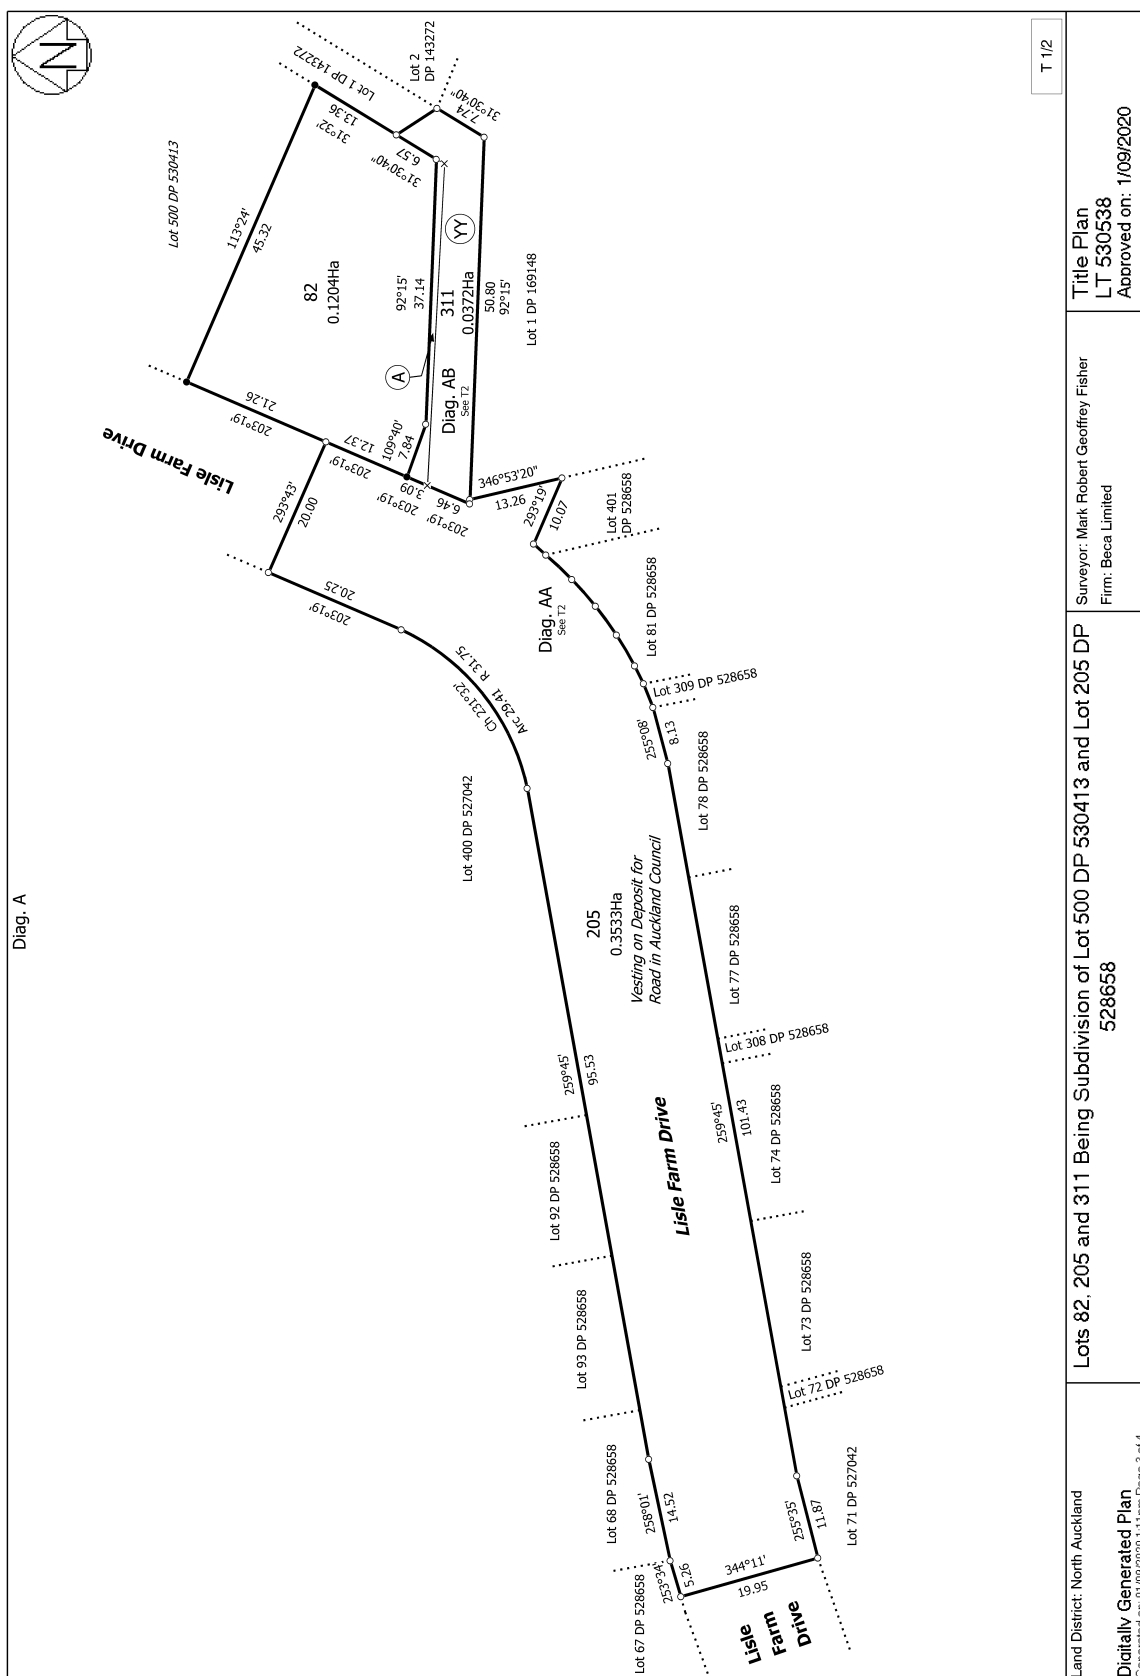 Diag. A
N
T 1/2
Lot 500 DP 530413
Lot 1 DP 143272
Lot 2
DP 143272
113°24'
45.32
13.36
31°32'
6.57
31°30'40"
7.74
31°30'40"
82
0.1204Ha
92°15'
37.14
311
0.0372Ha
YY
50.80
92°15'
Lot 1 DP 169148
A
Diag. AB
See T2
21.26
203°19'
12.37
203°19'
109°40'
7.84
3.09
203°19'
6.46
203°19'
Lisle Farm Drive
293°43'
20.00
346°53'20"
13.26
293°19'
10.07
Lot 401
DP 528658
20.25
203°19'
Diag. AA
See T2
Lot 81 DP 528658
Arc 29.41 R 31.75
Ch 231°32'
Lot 309 DP 528658
255°08'
8.13
Lot 78 DP 528658
Lot 400 DP 527042
205
0.3533Ha
Vesting on Deposit for
Road in Auckland Council
Lot 77 DP 528658
Lot 308 DP 528658
259°45'
95.53
259°45'
101.43
Lot 74 DP 528658
Lot 92 DP 528658
Lisle Farm Drive
Lot 93 DP 528658
Lot 73 DP 528658
Lot 72 DP 528658
Lot 68 DP 528658
258°01'
14.52
255°35'
11.87
Lot 71 DP 527042
Lot 67 DP 528658
253°34'
5.26
344°11'
19.95
Lisle
Farm
Drive
Land District: North Auckland
Digitally Generated Plan
Lots 82, 205 and 311 Being Subdivision of Lot 500 DP 530413 and Lot 205 DP
528658
Surveyor: Mark Robert Geoffrey Fisher
Firm: Beca Limited
Title Plan
LT 530538
Approved on: 1/09/2020